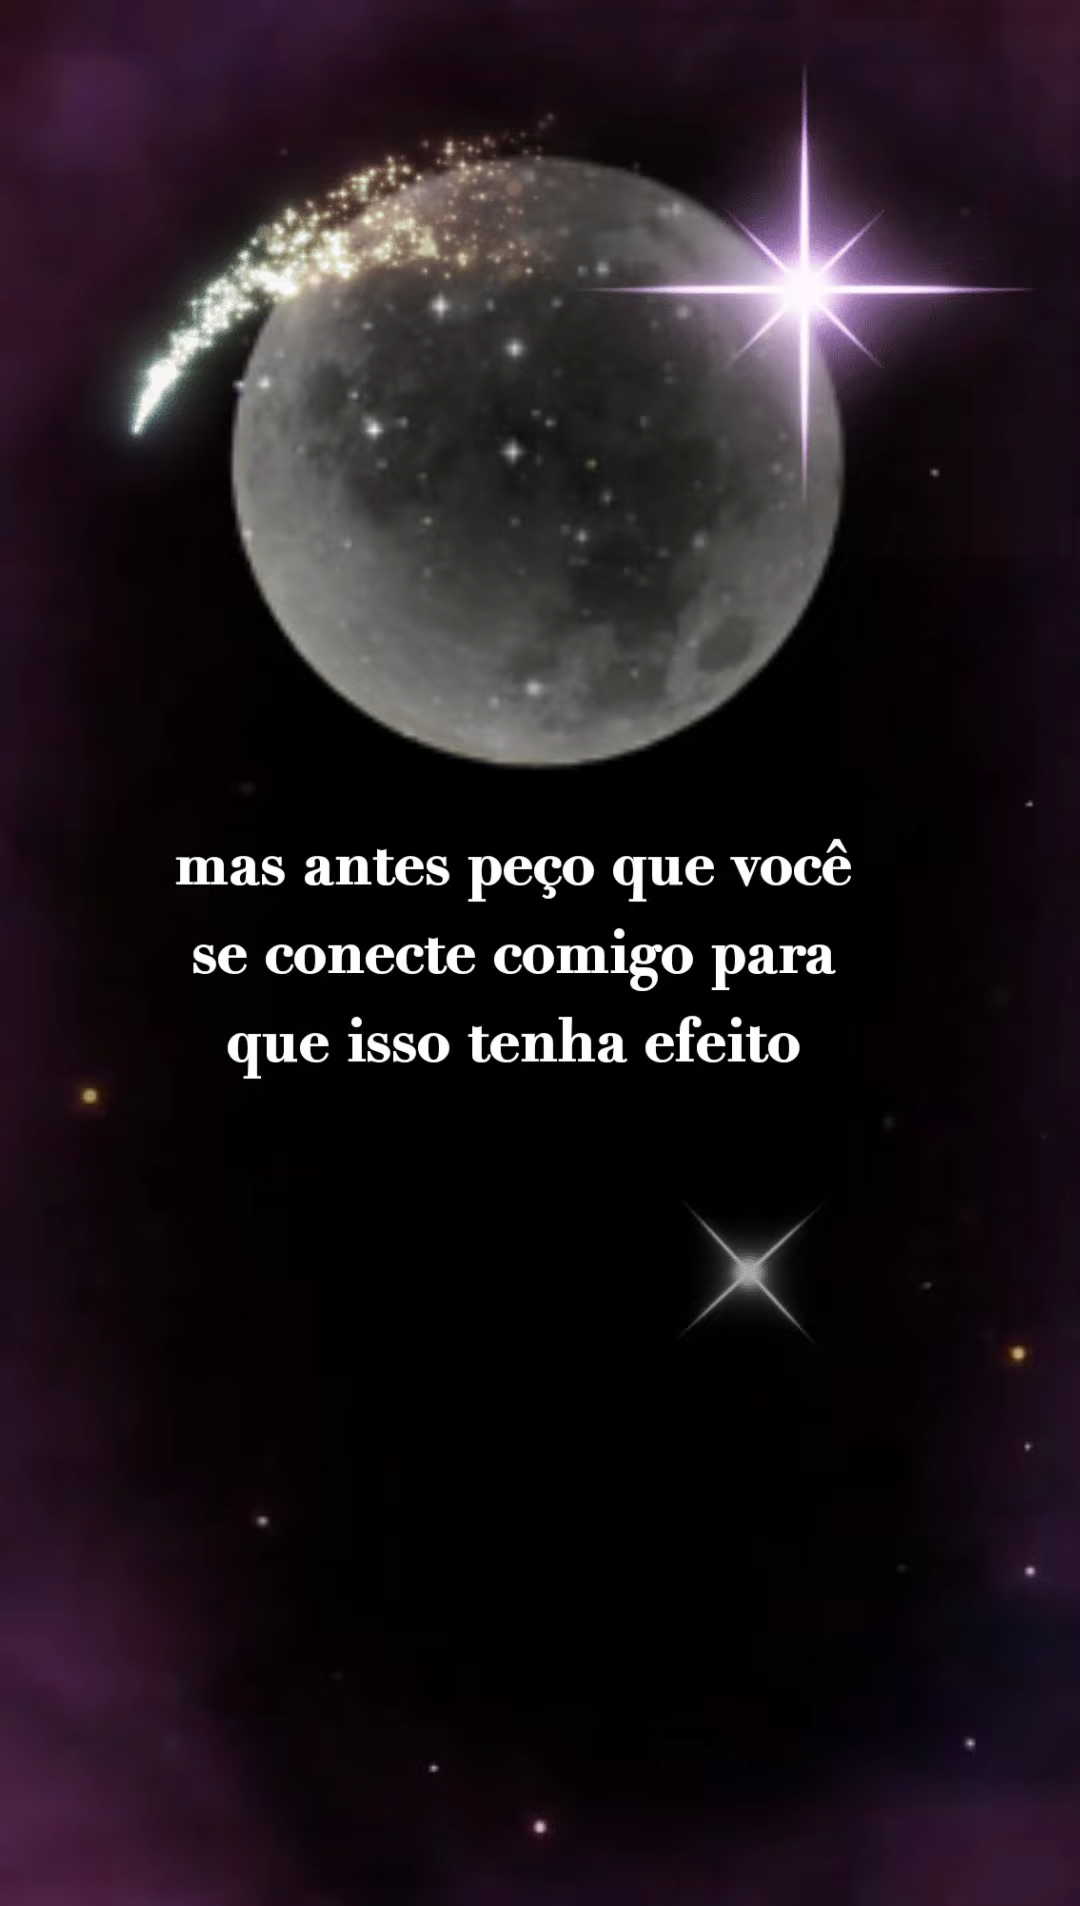 mas antes peço que você
se conecte comigo para
que isso tenha efeito